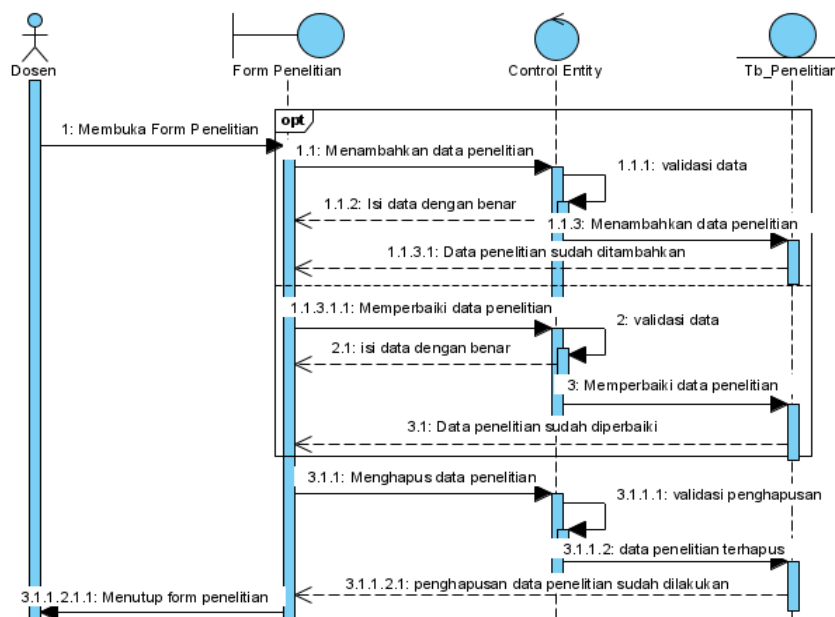 Dosen
Form Penelitian
Control Entity
Tb_Penelitian
opt
1: Membuka Form Penelitian
1.1: Menambahkan data penelitian
1.1.1: validasi data
1.1.2: Isi data dengan benar
1.1.3: Menambahkan data penelitian
1.1.3.1: Data penelitian sudah ditambahkan
1.1.3.1.1: Memperbaiki data penelitian
2: validasi data
2.1: isi data dengan benar
3: Memperbaiki data penelitian
3.1: Data penelitian sudah diperbaiki
3.1.1: Menghapus data penelitian
3.1.1.1: validasi penghapusan
3.1.1.2: data penelitian terhapus
3.1.1.2.1: penghapusan data penelitian sudah dilakukan
3.1.1.2.1.1: Menutup form penelitian